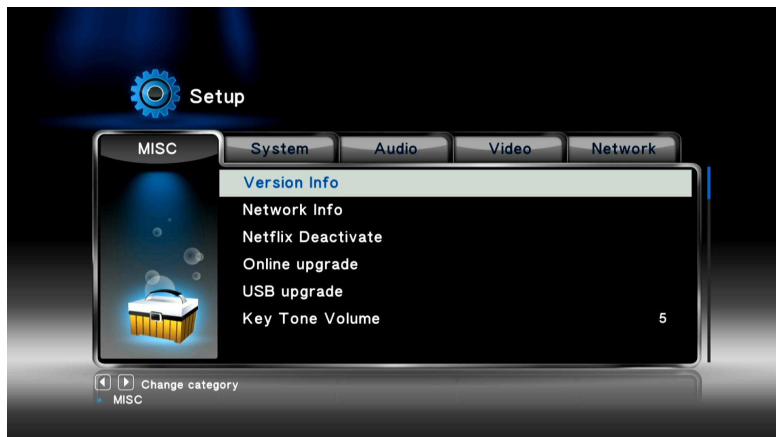 Setup
MISC System Audio Video Network
Version Info
Network Info
Netflix Deactivate
Online upgrade
USB upgrade
Key Tone Volume 5
Change category
MISC